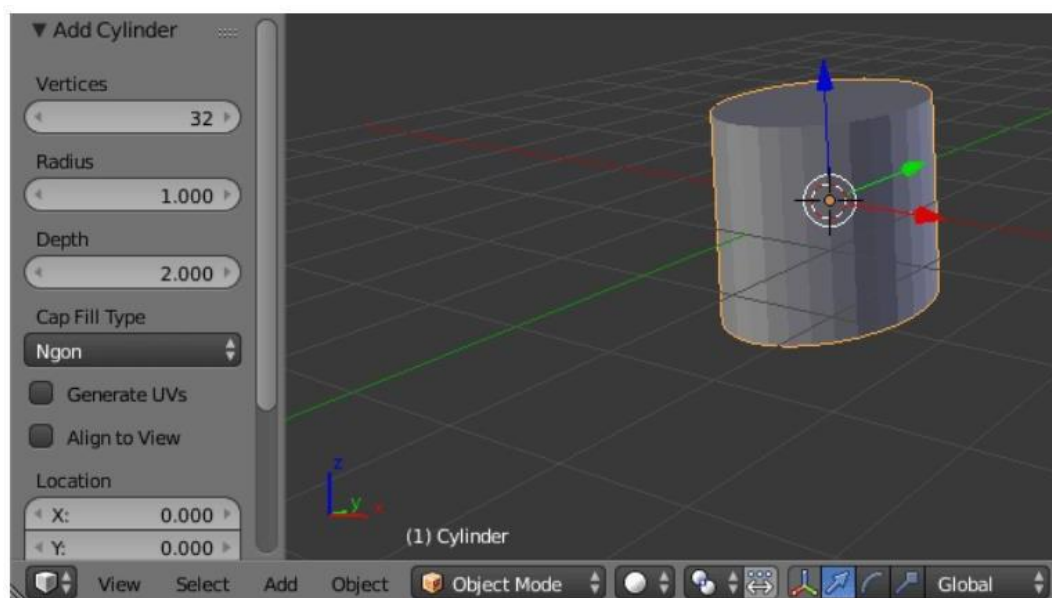 Add Cylinder
Vertices
32
Radius
1.000
Depth
2.000
Cap Fill Type
Ngon
Generate UVs
Align to View
Location
X: 0.000
Y: 0.000
z
y
x
(1) Cylinder
View Select Add Object Object Mode Global